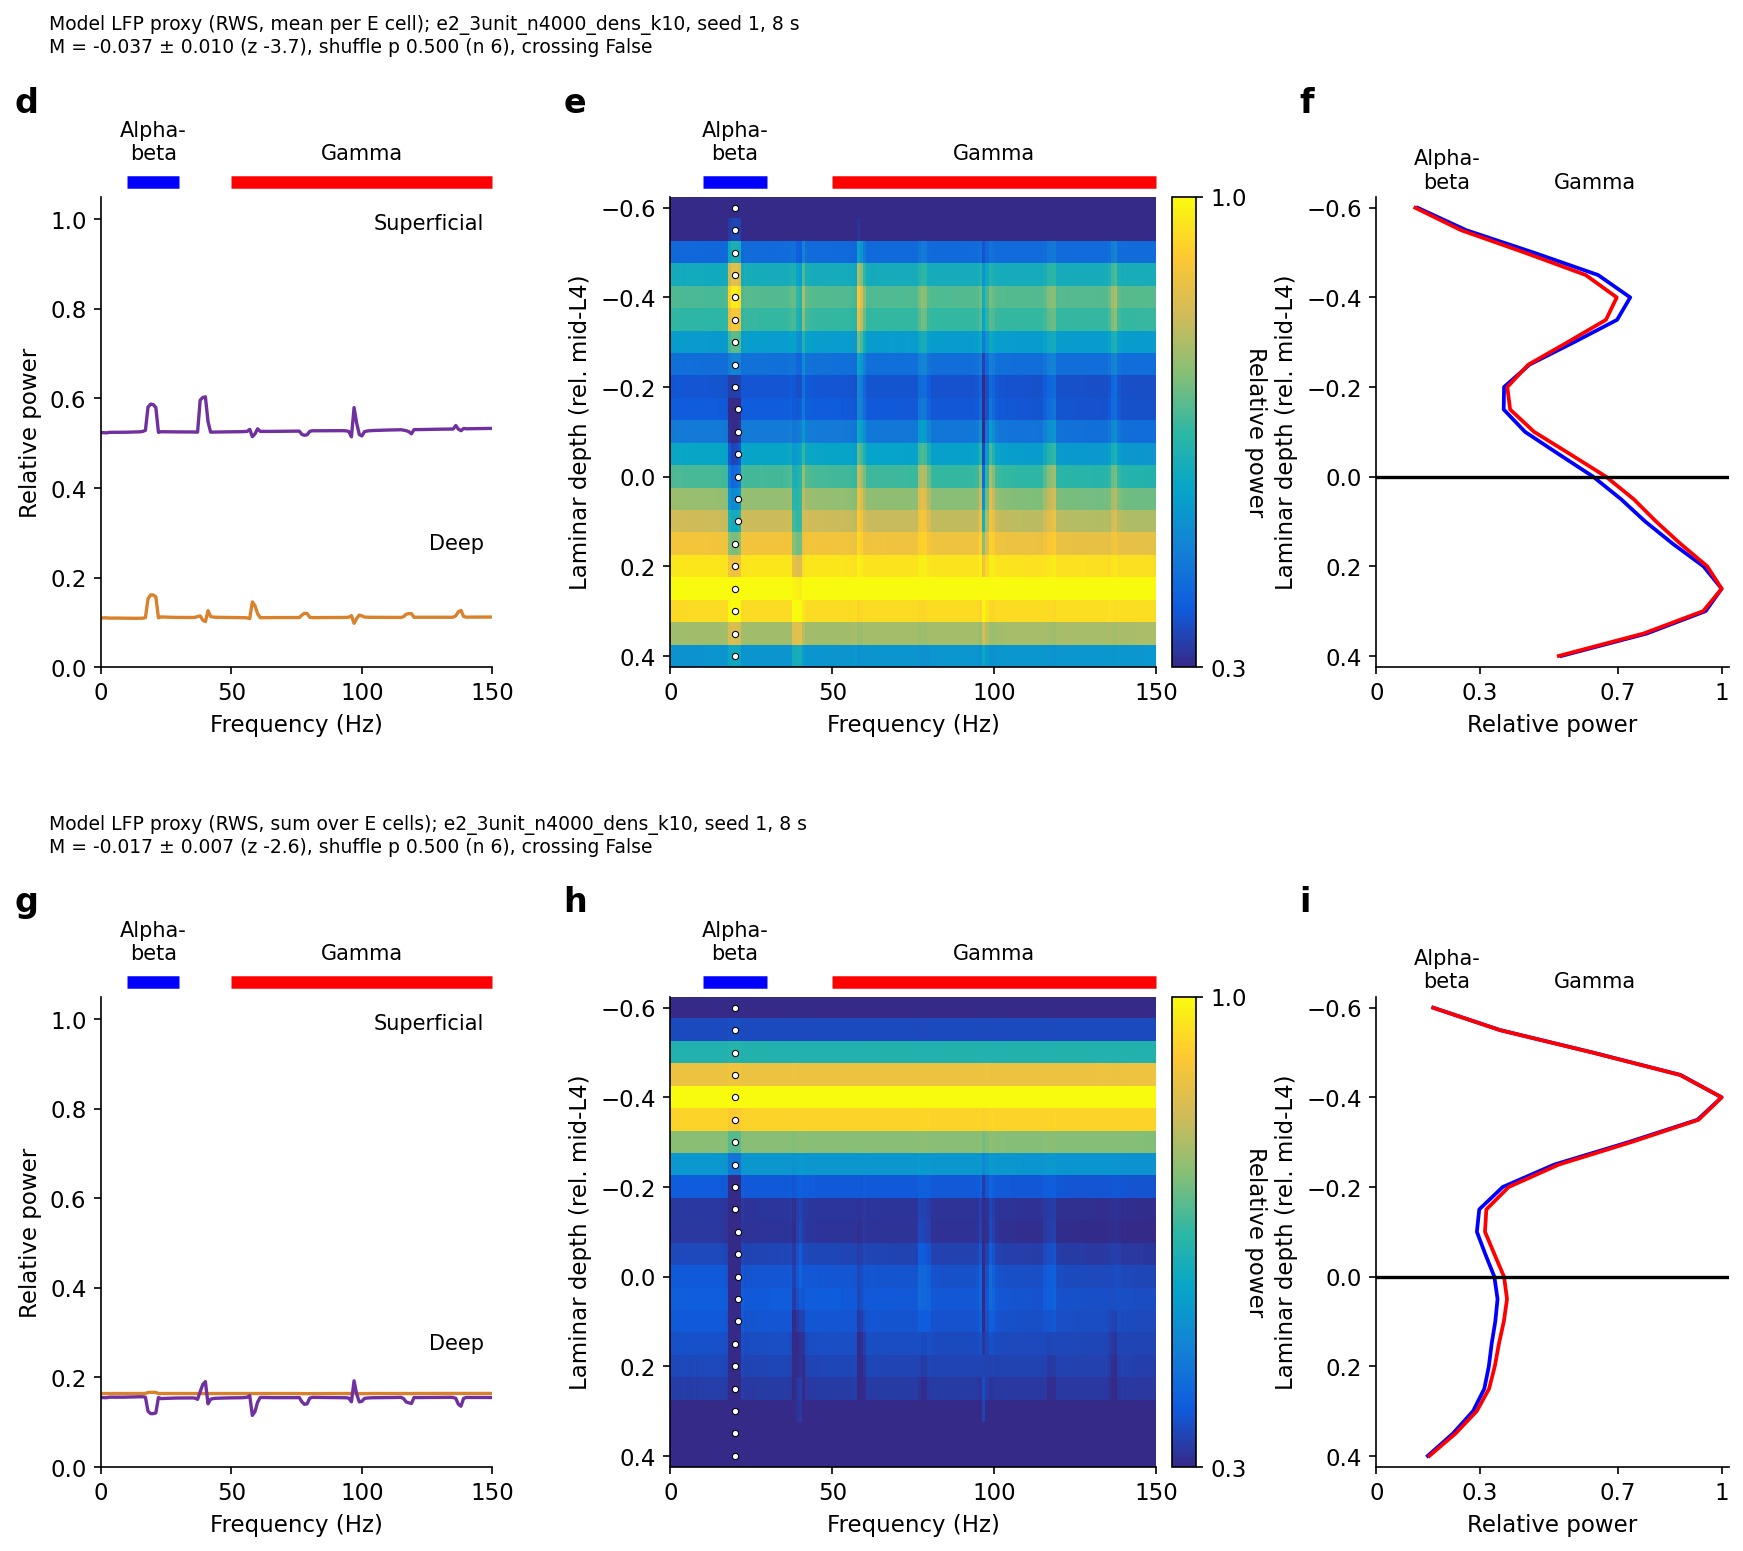 Model LFP proxy (RWS, mean per E cell); e2_3unit_n4000_dens_k10, seed 1, 8 s
M = -0.037 ± 0.010 (z -3.7), shuffle p 0.500 (n 6), crossing False
d
Alpha-
beta
Gamma
Superficial
Deep
Relative power
1.0
0.8
0.6
0.4
0.2
0.0
0
50
100
150
Frequency (Hz)
e
Alpha-
beta
Gamma
Laminar depth (rel. mid-L4)
−0.6
−0.4
−0.2
0.0
0.2
0.4
0
50
100
150
Frequency (Hz)
1.0
0.3
Relative power
f
Alpha-
beta
Gamma
Laminar depth (rel. mid-L4)
−0.6
−0.4
−0.2
0.0
0.2
0.4
0
0.3
0.7
1
Relative power
Model LFP proxy (RWS, sum over E cells); e2_3unit_n4000_dens_k10, seed 1, 8 s
M = -0.017 ± 0.007 (z -2.6), shuffle p 0.500 (n 6), crossing False
g
Alpha-
beta
Gamma
Superficial
Deep
Relative power
1.0
0.8
0.6
0.4
0.2
0.0
0
50
100
150
Frequency (Hz)
h
Alpha-
beta
Gamma
Laminar depth (rel. mid-L4)
−0.6
−0.4
−0.2
0.0
0.2
0.4
0
50
100
150
Frequency (Hz)
1.0
0.3
Relative power
i
Alpha-
beta
Gamma
Laminar depth (rel. mid-L4)
−0.6
−0.4
−0.2
0.0
0.2
0.4
0
0.3
0.7
1
Relative power